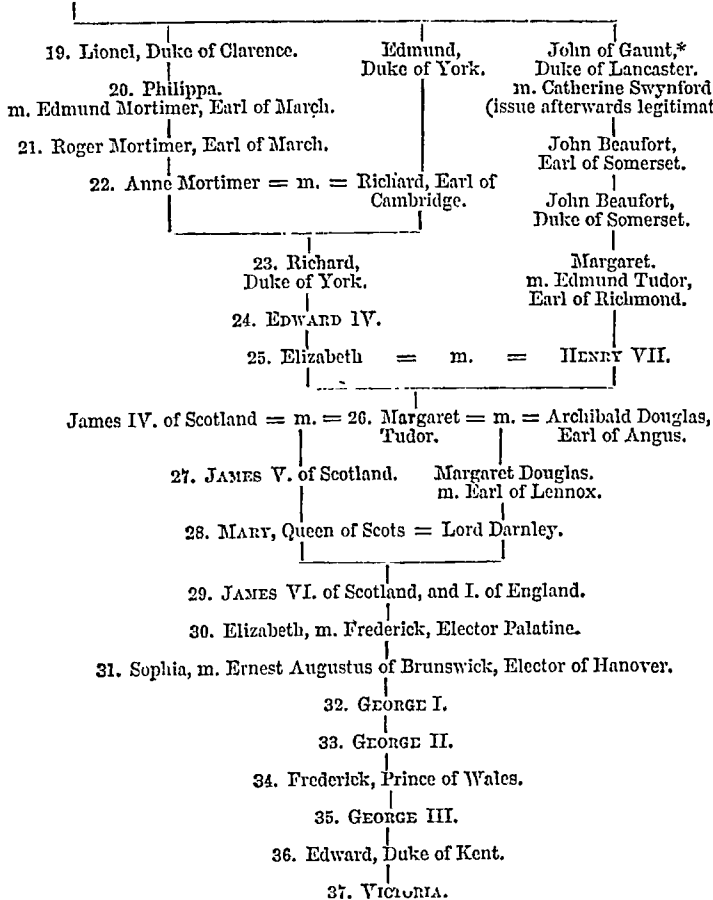 19. Lionel, Duke of Clarence.
Edmund,
Duke of York.
John of Gaunt,*
Duke of Lancaster.
m. Catherine Swynford
(issue afterwards legitimat
20. Philippa.
m. Edmund Mortimer, Earl of March.
21. Roger Mortimer, Earl of March.
John Beaufort,
Earl of Somerset.
22. Anne Mortimer = m. = Richard, Earl of
Cambridge.
John Beaufort,
Duke of Somerset.
23. Richard,
Duke of York.
Margaret.
m. Edmund Tudor,
Earl of Richmond.
24. EDWARD IV.
25. Elizabeth = m. = HENRY VII.
James IV. of Scotland = m. = 26. Margaret = m. = Archibald Douglas,
Tudor. Earl of Angus.
27. JAMES V. of Scotland.
Margaret Douglas.
m. Earl of Lennox.
28. MARY, Queen of Scots = Lord Darnley.
29. JAMES VI. of Scotland, and I. of England.
30. Elizabeth, m. Frederick, Elector Palatine.
31. Sophia, m. Ernest Augustus of Brunswick, Elector of Hanover.
32. GEORGE I.
33. GEORGE II.
34. Frederick, Prince of Wales.
35. GEORGE III.
36. Edward, Duke of Kent.
37. VICTORIA.